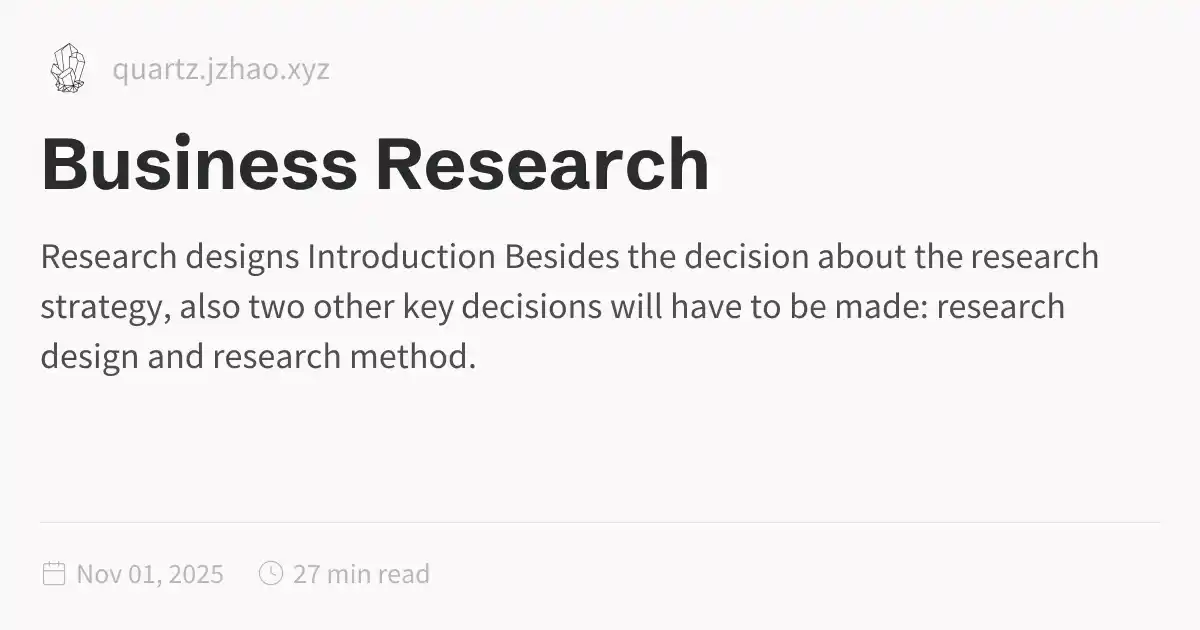 quartz.jzhao.xyz
Business Research
Research designs Introduction Besides the decision about the research
strategy, also two other key decisions will have to be made: research
design and research method.
Nov 01, 2025 27 min read